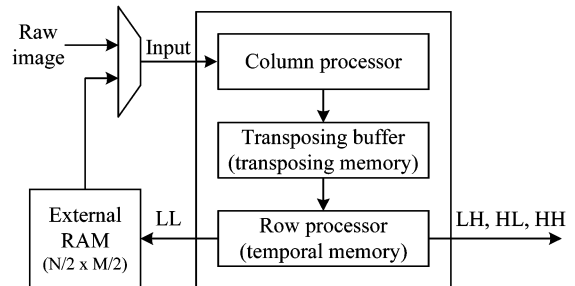 Raw
image
Input
Column processor
Transposing buffer
(transposing memory)
External
RAM
(N/2 x M/2)
LL
Row processor
(temporal memory)
LH, HL, HH